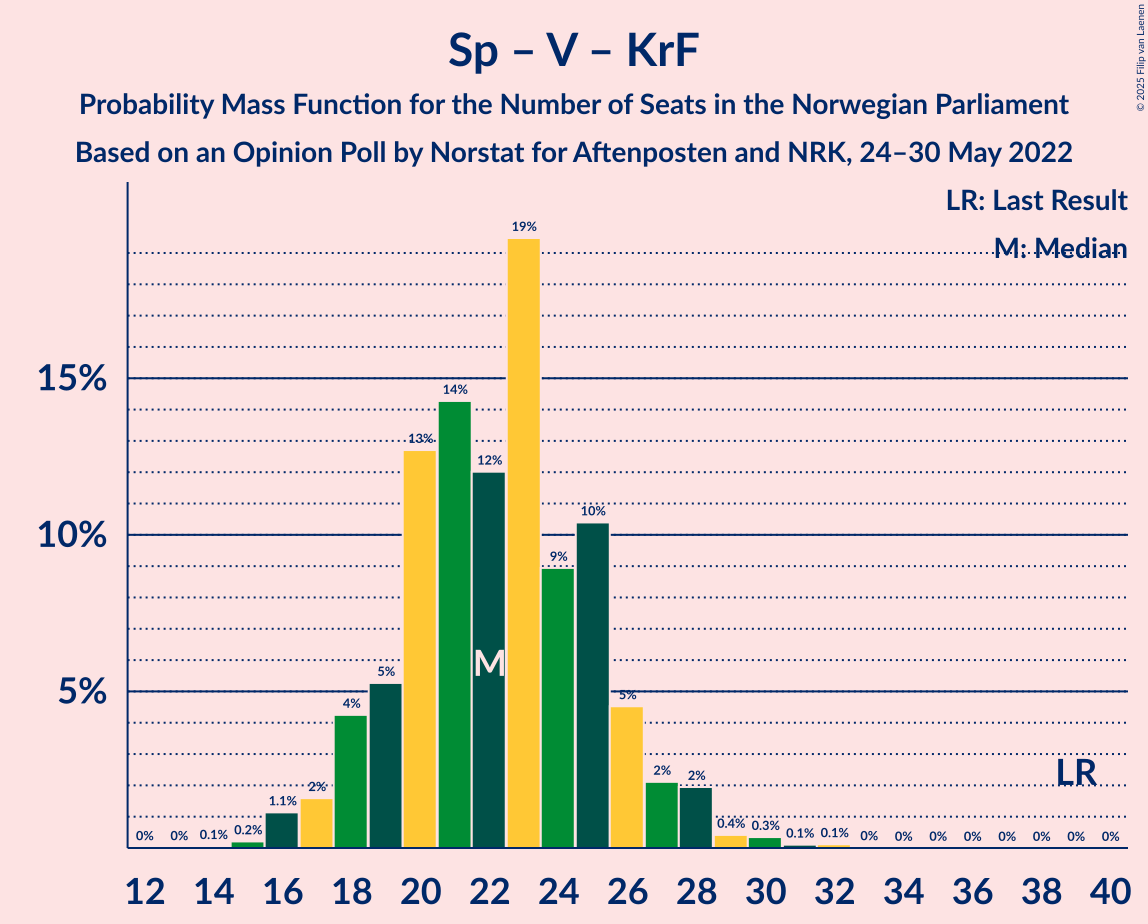 © 2025 Filip van Laenen
Sp – V – KrF
Probability Mass Function for the Number of Seats in the Norwegian Parliament
Based on an Opinion Poll by Norstat for Aftenposten and NRK, 24–30 May 2022
LR: Last Result
M: Median
15%
10%
5%
0% 0% 0.1% 0.2% 1.1% 2% 4% 5% 13% 14% 12% 19% 9% 10% 5% 2% 2% 0.4% 0.3% 0.1% 0.1% 0% 0% 0% 0% 0% 0% 0% 0%
M
LR
12 14 16 18 20 22 24 26 28 30 32 34 36 38 40